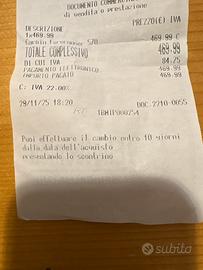 DOCUMENTO COMMERCIALE
di vendita o prestazione
DESCRIZIONE PREZZO(€) IVA
1x469.99
469.99 C
TOTALE COMPLESSIVO 469.99
DI CUI IVA 84.75
PAGAMENTO ELETTRONICO 469.99
IMPORTO PAGATO 469.99
C: IVA 22.00%
29/11/25 18:20 DOC.2210-0055
Puoi effettuare il cambio entro 10 giorni
dalla data dell'acquisto
presentando lo scontrino
subito